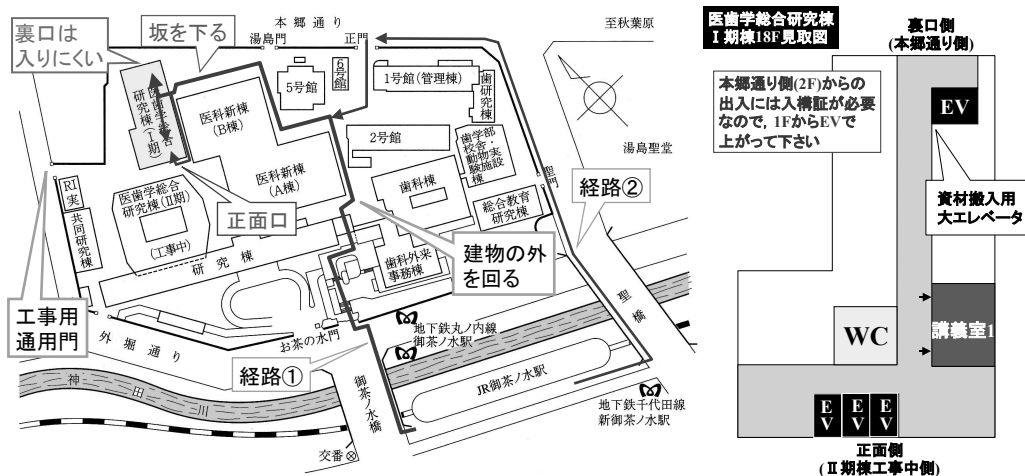 本郷通り
至秋葉原
裏口は
入りにくい
坂を下る
湯島門
正門
5号館
6号館
1号館(管理棟)
歯研究棟
医歯学総合
研究棟(Ⅰ期)
医科新棟
(B棟)
2号館
歯学部
校舎・
動物実
験施設
棟
湯島聖堂
医科新棟
(A棟)
歯科棟
聖門
経路②
RI
実
医歯学総合
研究棟(Ⅱ期)
(工事中)
正面口
総合教育
研究棟
共同研究棟
研究棟
歯科外来
事務棟
建物の外
を回る
工事用
通用門
外堀通り
お茶の水門
地下鉄丸ノ内線
御茶ノ水駅
聖橋
経路①
御茶ノ水橋
JR御茶ノ水駅
神田川
地下鉄千代田線
新御茶ノ水駅
交番
医歯学総合研究棟
Ⅰ期棟18F見取図
裏口側
(本郷通り側)
本郷通り側(2F)からの
出入には入構証が必要
なので，1FからEVで
上がって下さい
EV
資材搬入用
大エレベータ
WC
講義室1
EV
EV
EV
正面側
(Ⅱ期棟工事中側)